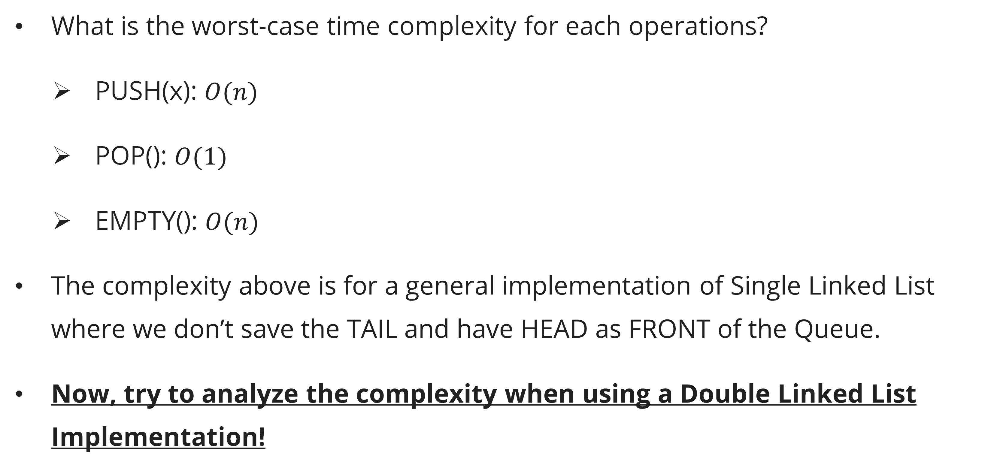 • What is the worst-case time complexity for each operations?
➢ PUSH(x): O(n)
➢ POP(): O(1)
➢ EMPTY(): O(n)
• The complexity above is for a general implementation of Single Linked List
where we don’t save the TAIL and have HEAD as FRONT of the Queue.
• Now, try to analyze the complexity when using a Double Linked List
Implementation!